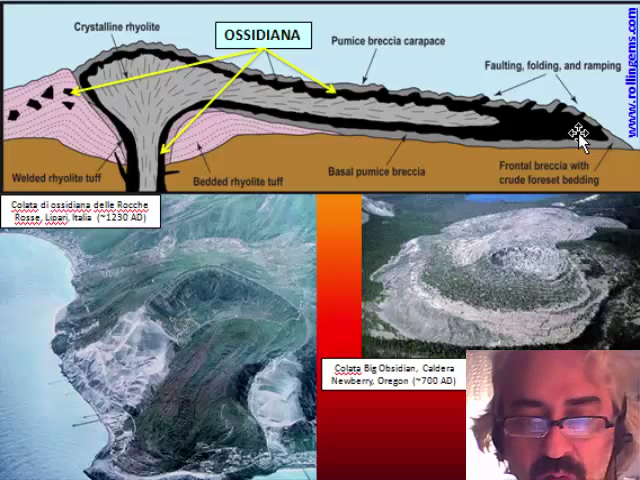 Crystalline rhyolite
OSSIDIANA
Pumice breccia carapace
Faulting, folding, and ramping
www.rollingems.com
Welded rhyolite tuff
Bedded rhyolite tuff
Basal pumice breccia
Frontal breccia with
crude foreset bedding
Colata di ossidiana delle Rocche
Rosse, Lipari, Italia (~1230 AD)
Colata Big Obsidian, Caldera
Newberry, Oregon (~700 AD)